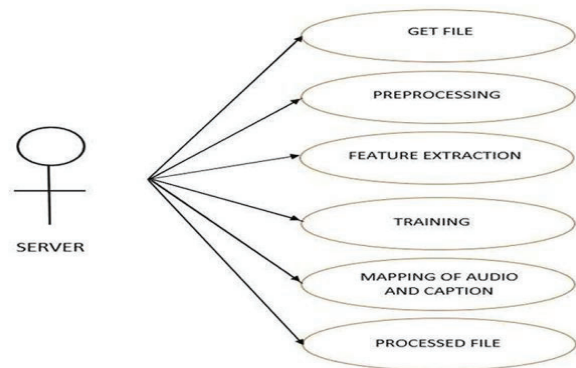 GET FILE
PREPROCESSING
FEATURE EXTRACTION
TRAINING
MAPPING OF AUDIO
AND CAPTION
PROCESSED FILE
SERVER